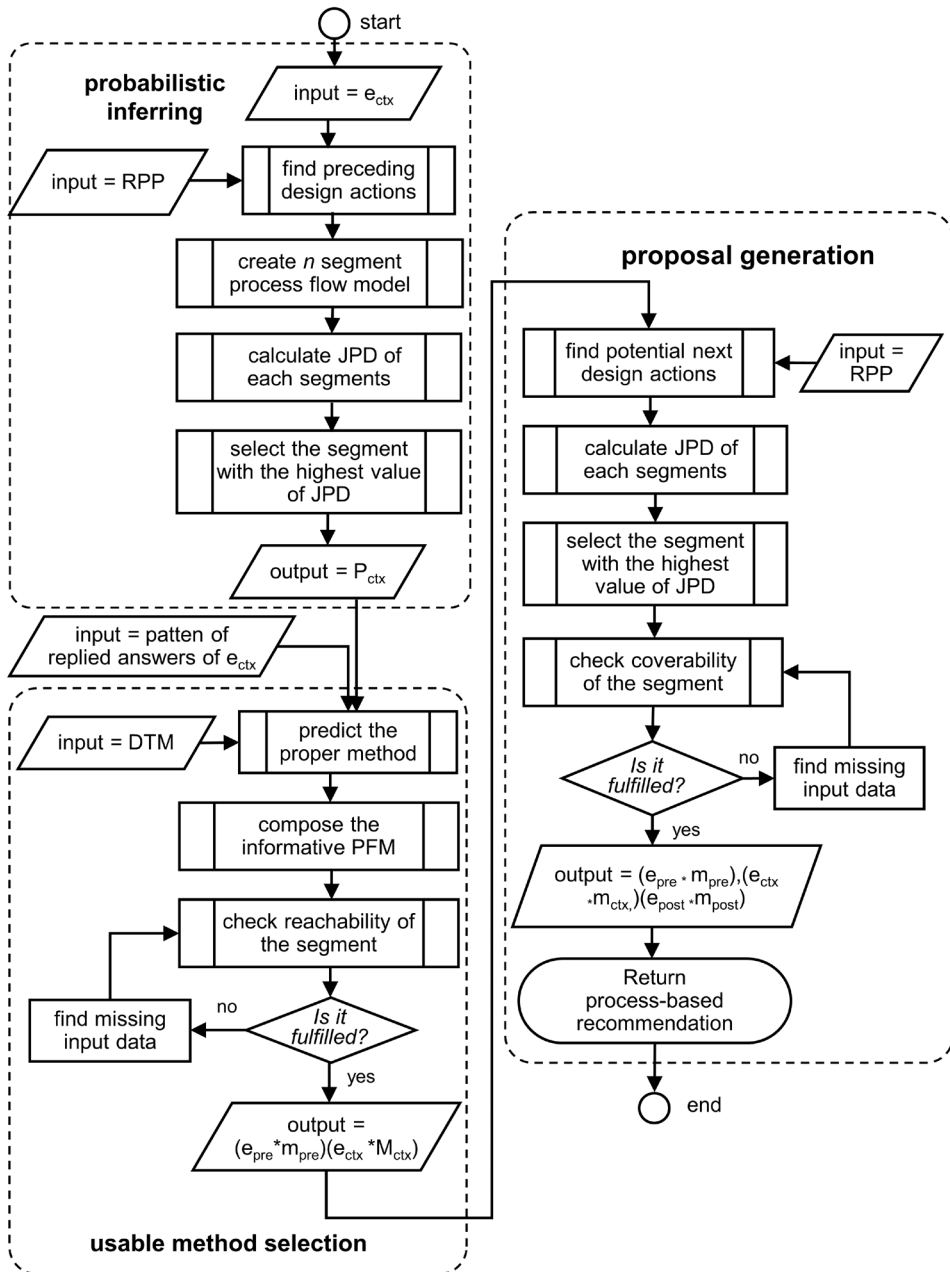 start
probabilistic
inferring
input = e_ctx
input = RPP
find preceding
design actions
create n segment
process flow model
calculate JPD of
each segments
select the segment
with the highest value
of JPD
output = P_ctx
input = patten of
replied answers of e_ctx
input = DTM
predict the
proper method
compose the
informative PFM
check reachability of
the segment
Is it
fulfilled?
no
find missing
input data
yes
output =
(e_pre*m_pre)(e_ctx *M_ctx)
usable method selection
proposal generation
find potential next
design actions
input =
RPP
calculate JPD of
each segments
select the segment
with the highest
value of JPD
check coverability
of the segment
Is it
fulfilled?
no
find missing
input data
yes
output = (e_pre * m_pre),(e_ctx
*m_ctx,)(e_post *m_post)
Return
process-based
recommendation
end